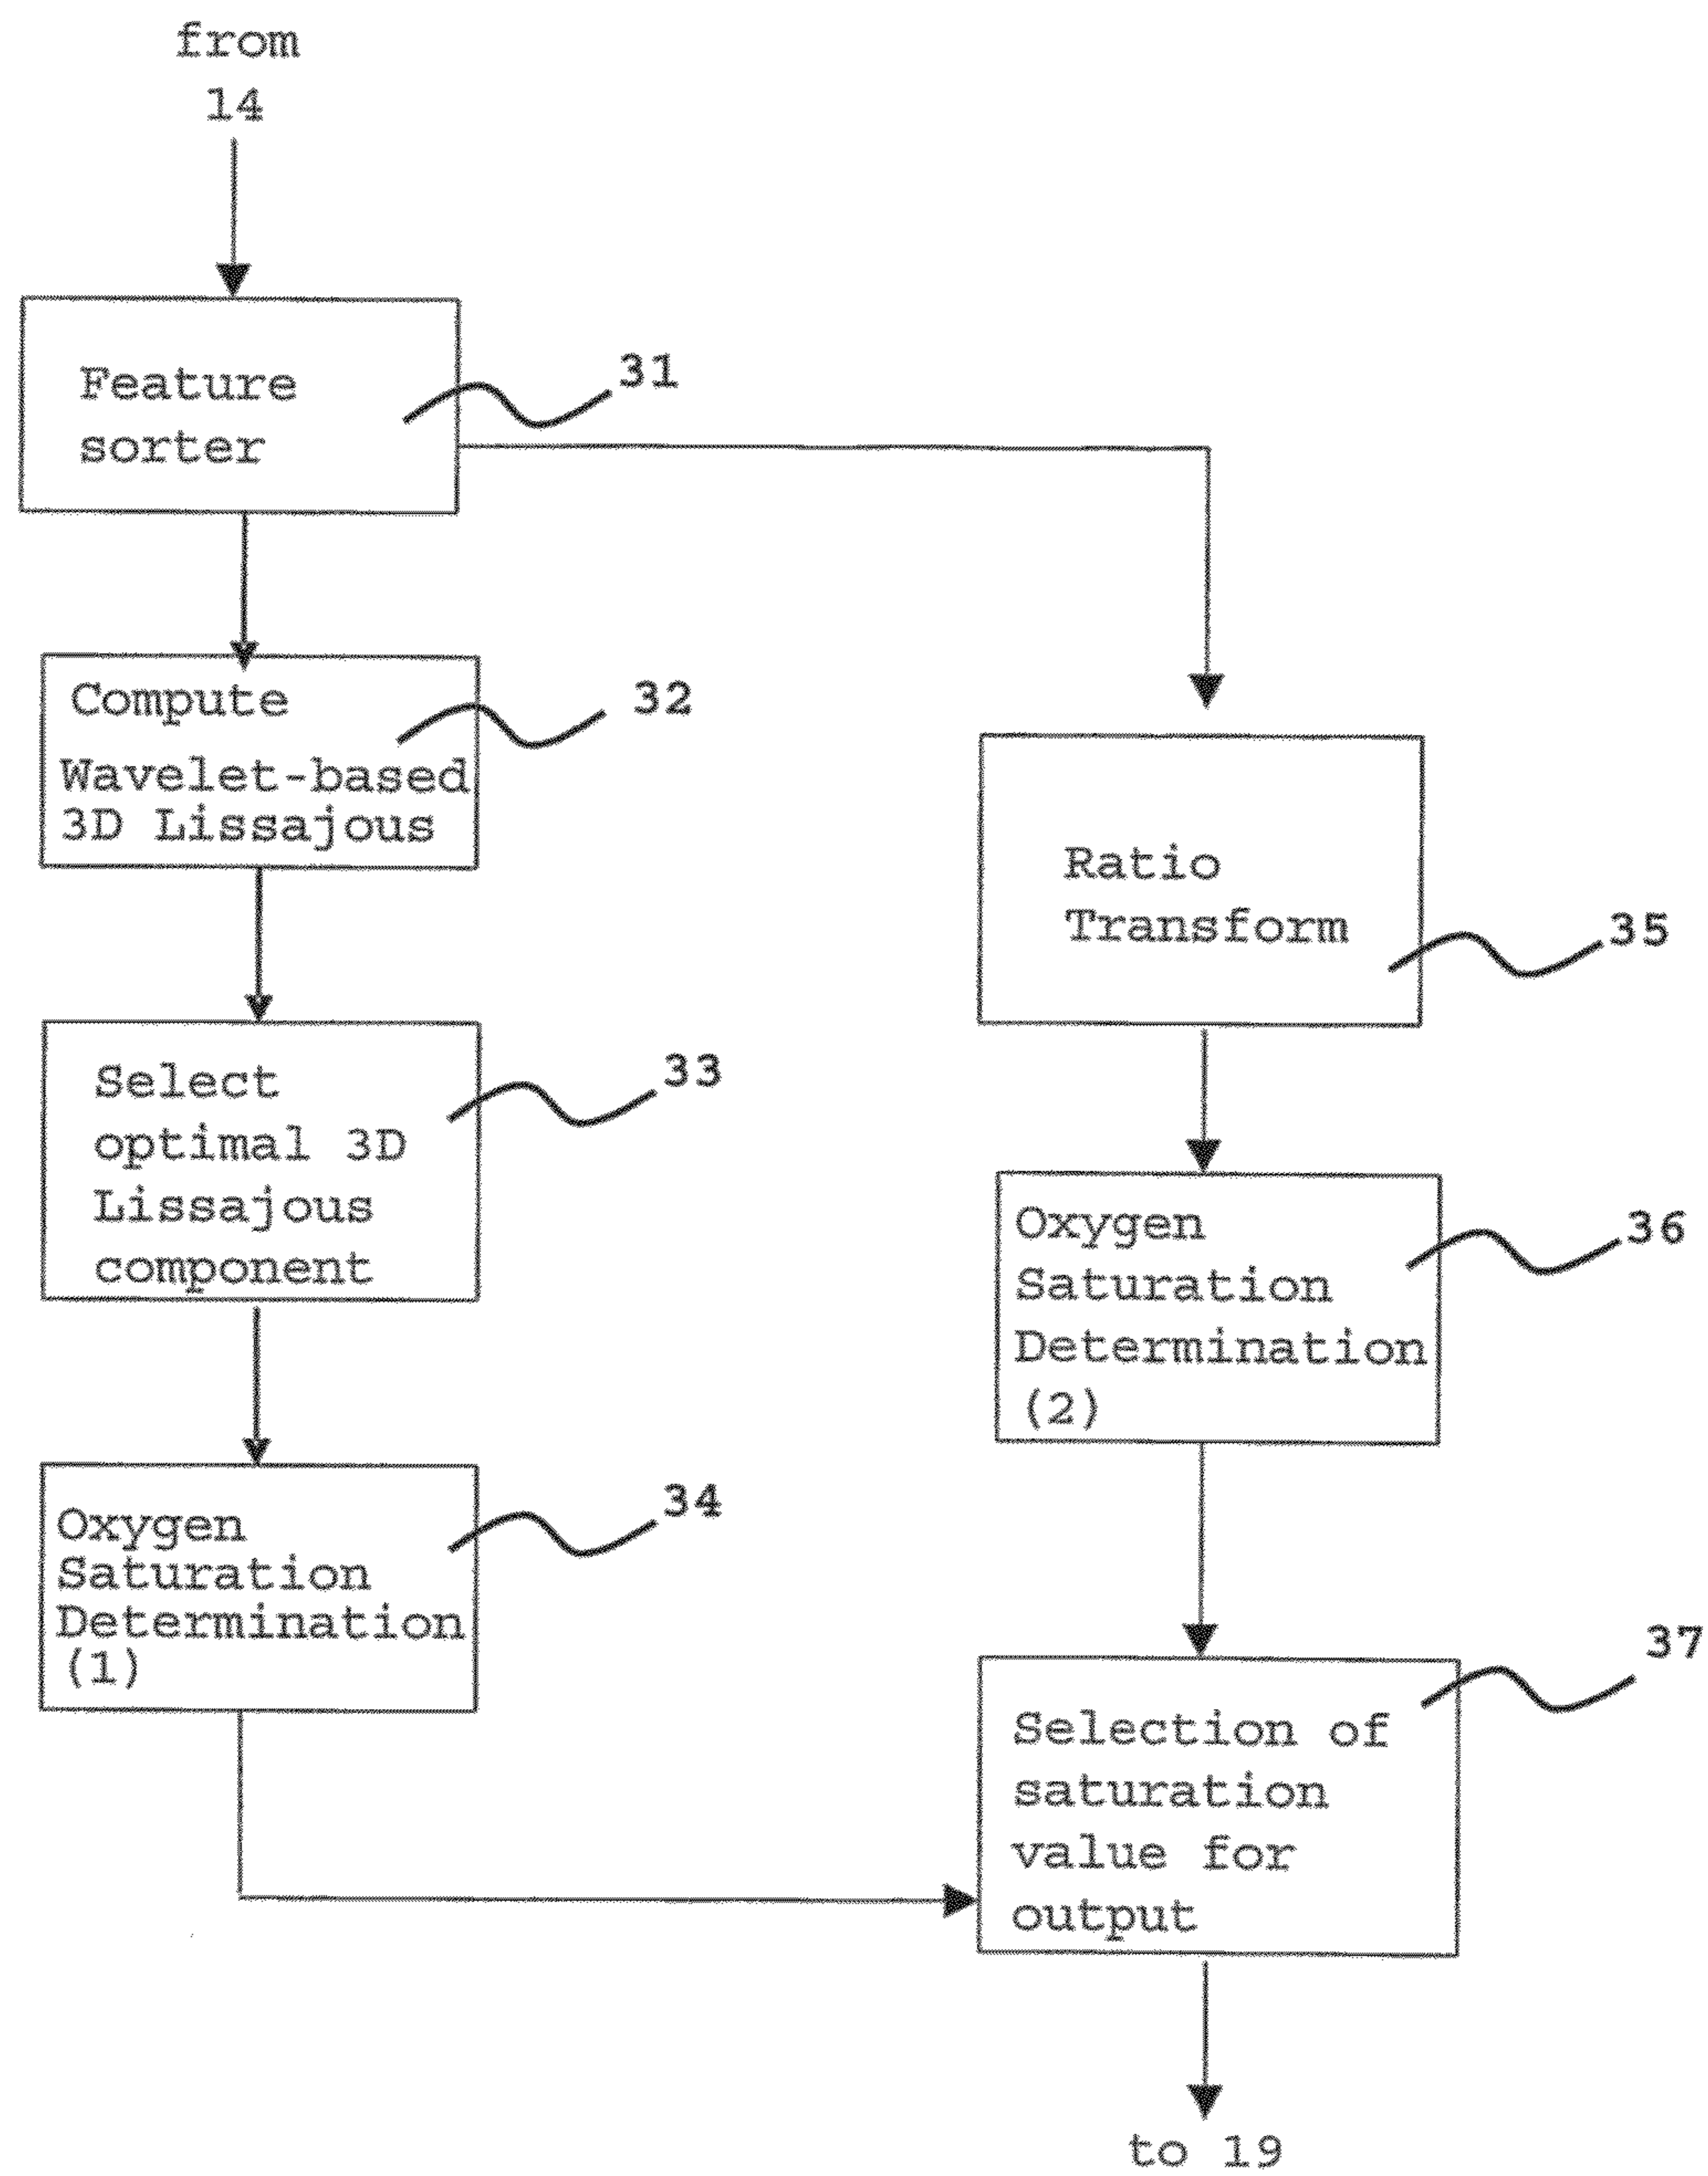 from
14
Feature
sorter
31
Compute
Wavelet-based
3D Lissajous
32
Select
optimal 3D
Lissajous
component
33
Oxygen
Saturation
Determination
(1)
34
Ratio
Transform
35
Oxygen
Saturation
Determination
(2)
36
Selection of
saturation
value for
output
37
to 19